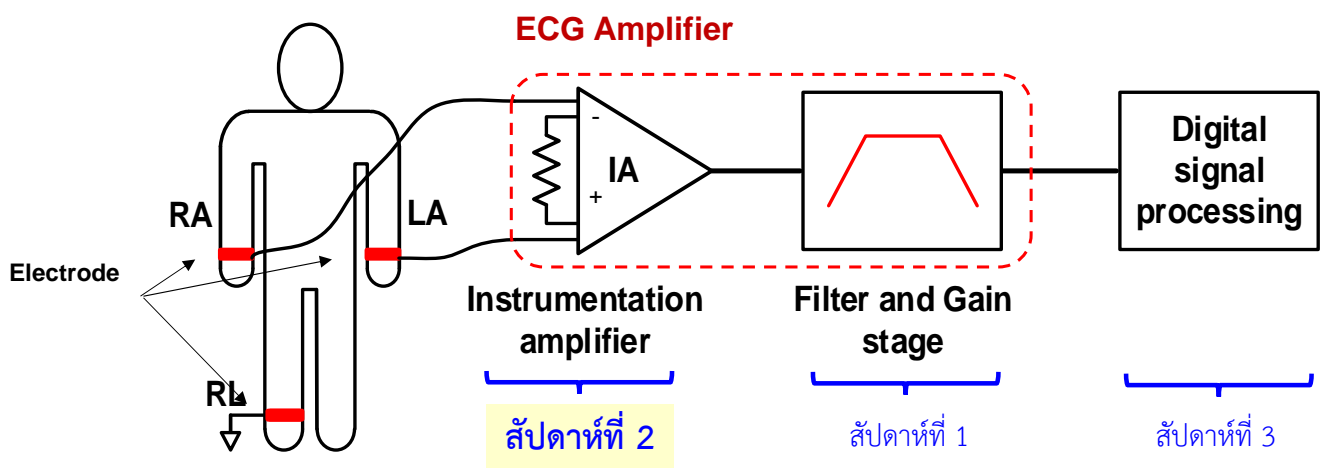 ECG Amplifier
RA
LA
Electrode
RL
-
+
IA
Digital
signal
processing
Instrumentation
amplifier
Filter and Gain
stage
สัปดาห์ที่ 2
สัปดาห์ที่ 1
สัปดาห์ที่ 3